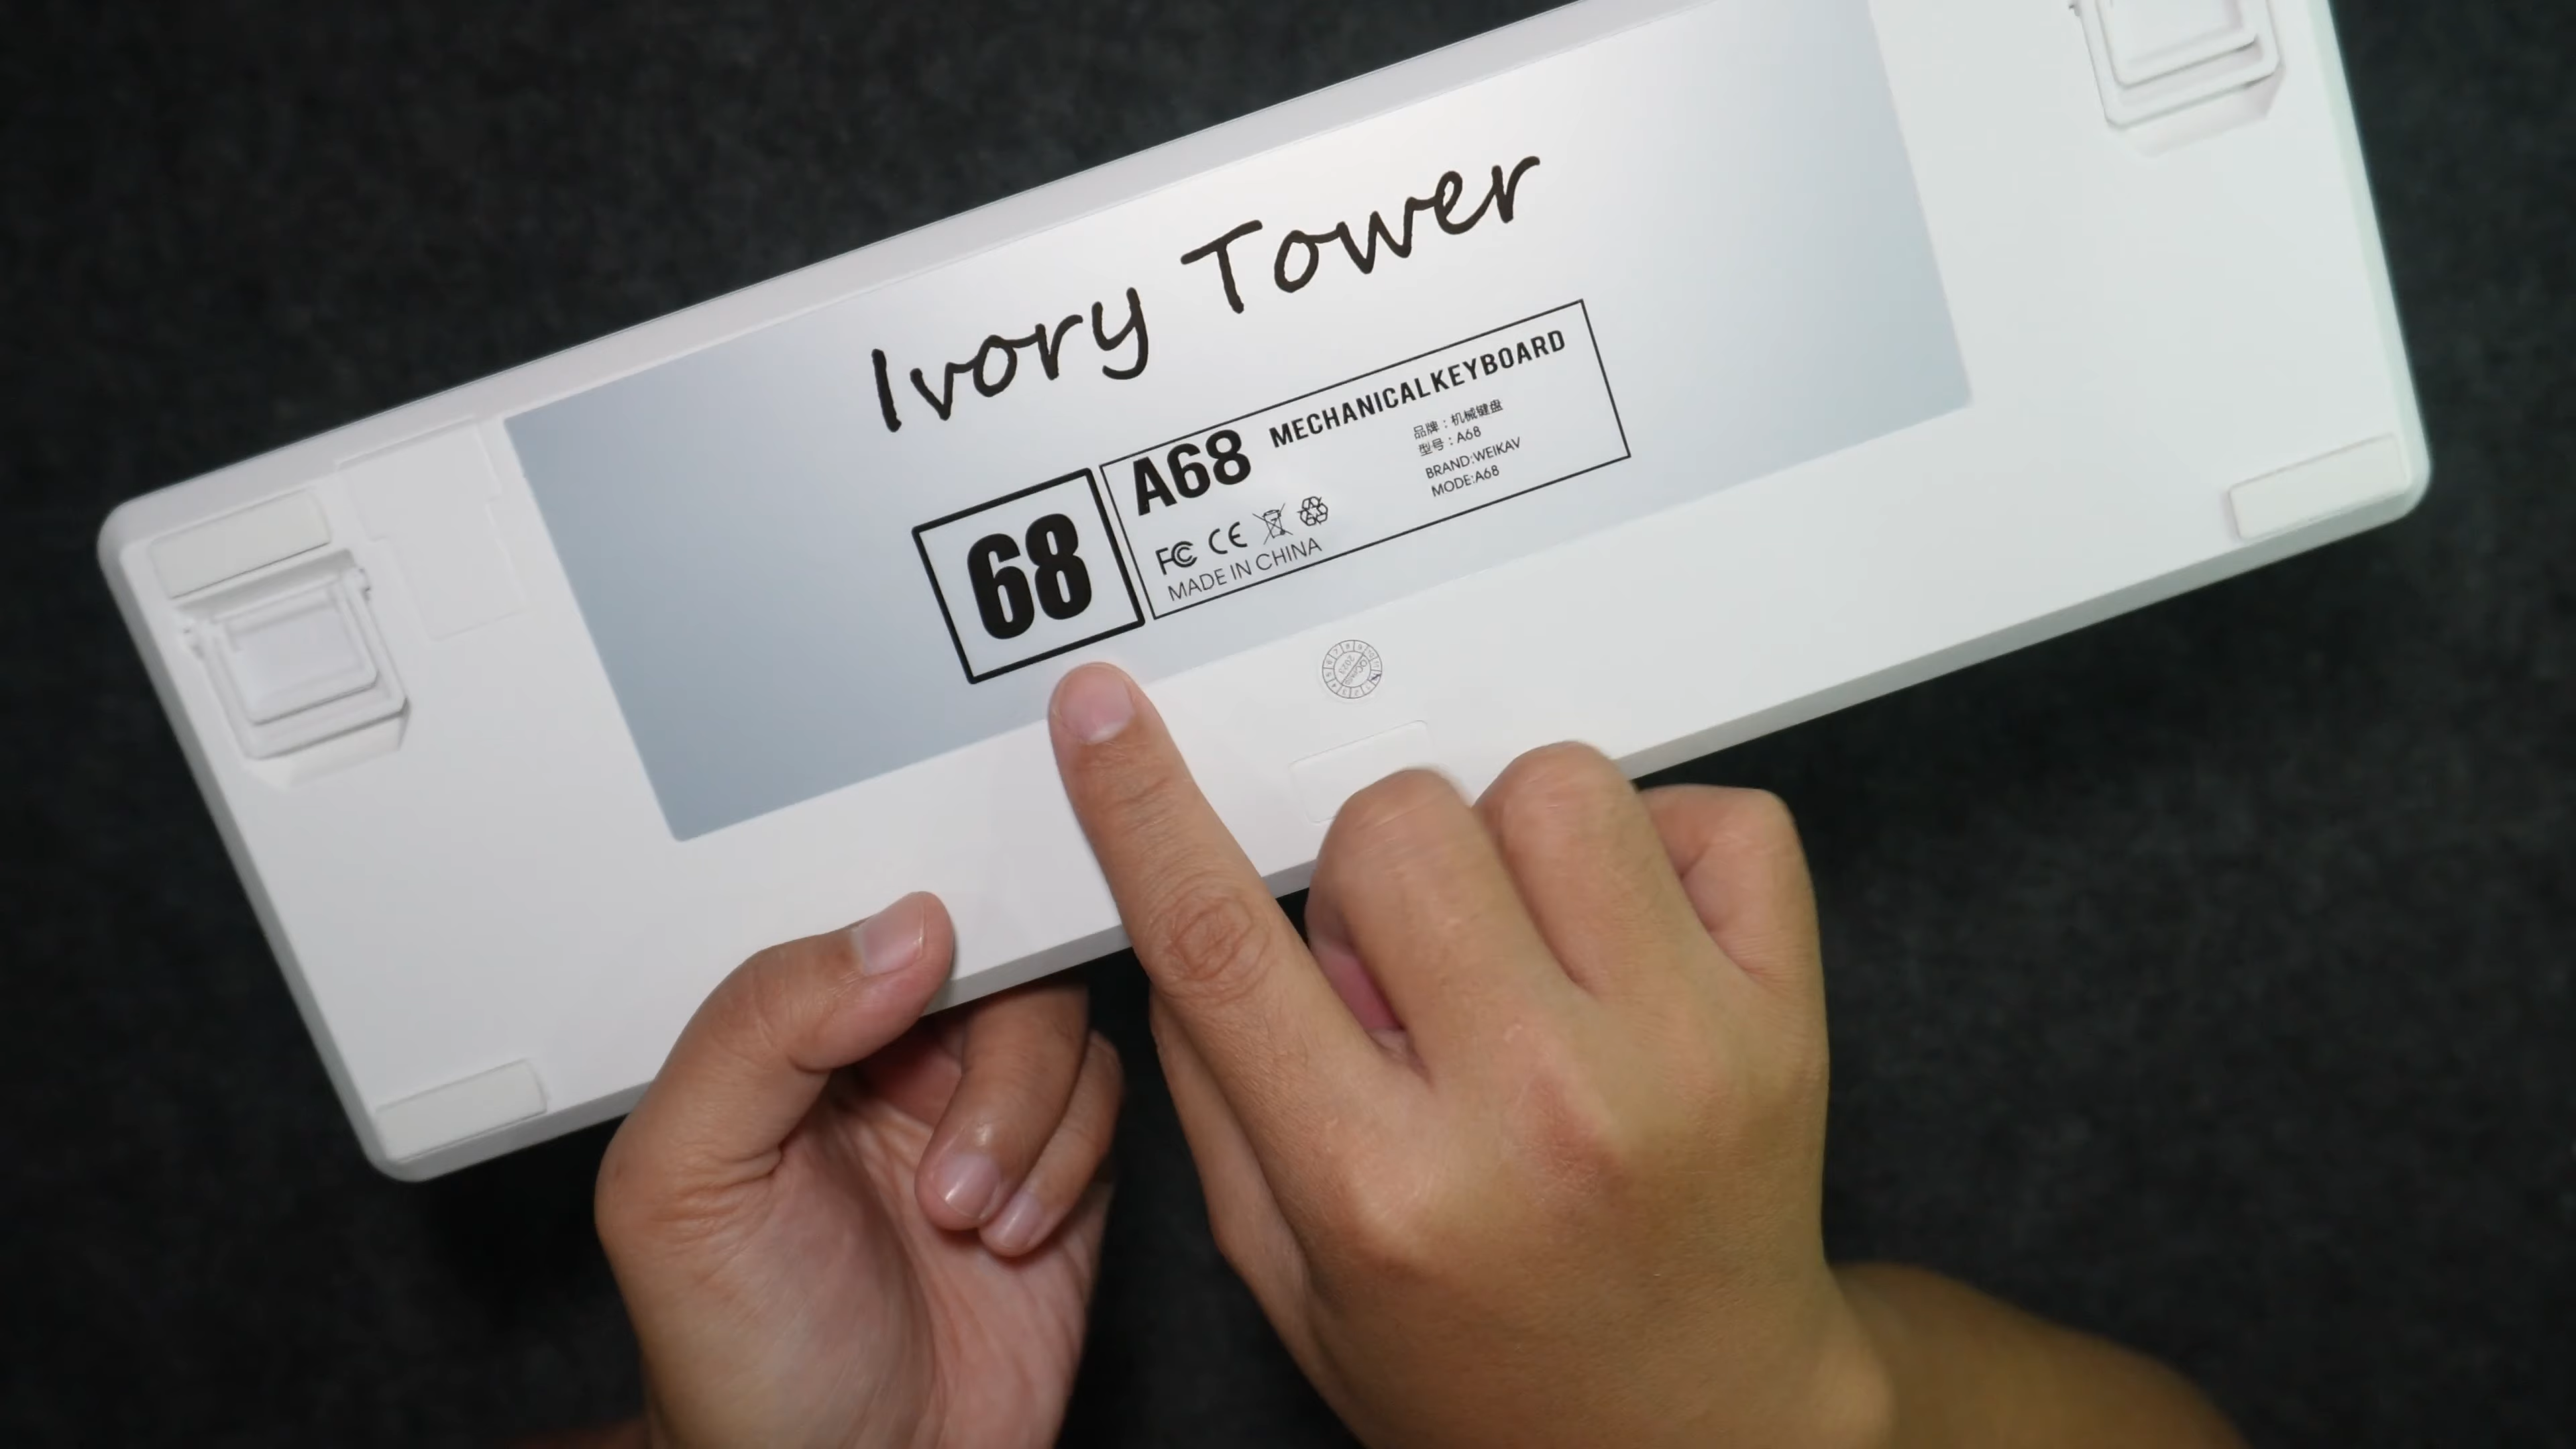 Ivory Tower
68
A68 MECHANICALKEYBOARD
品牌：机械键盘
型号：A68
BRAND:WEIKAV
MODE:A68
FC CE
MADE IN CHINA